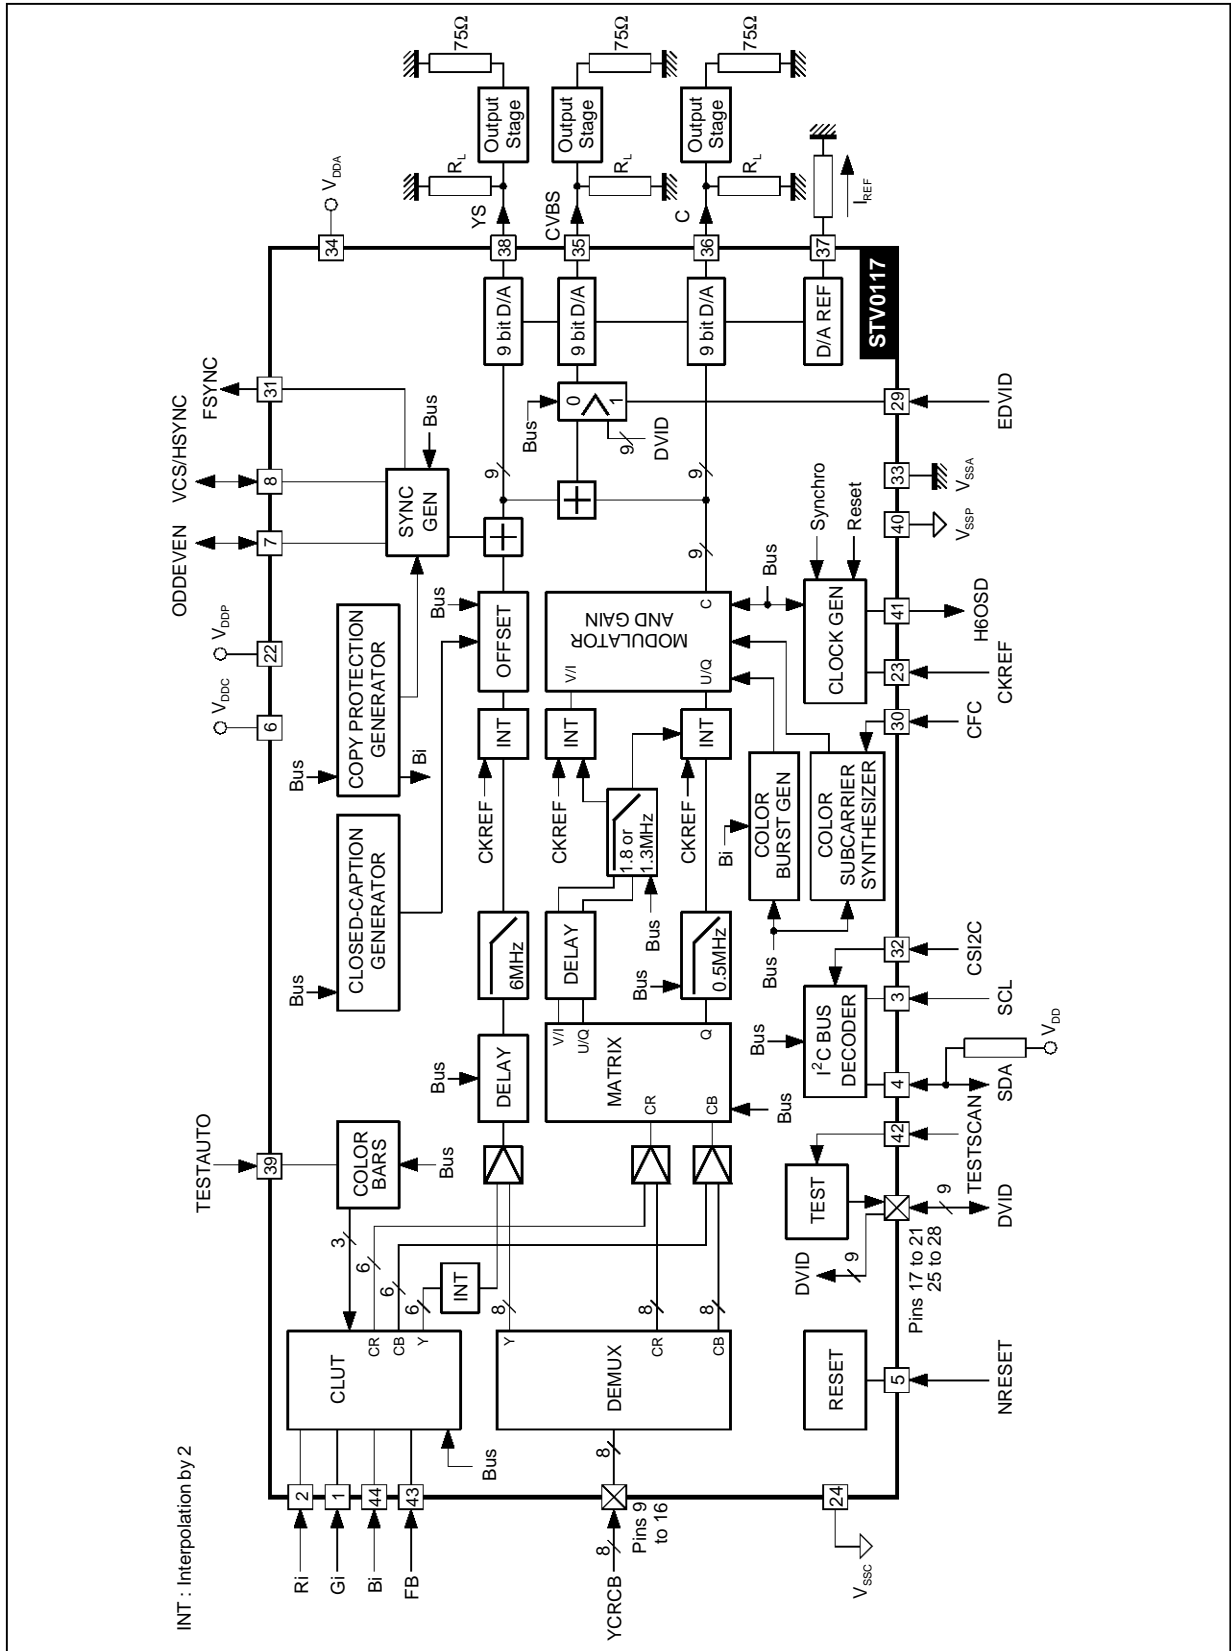 INT : Interpolation by 2
TESTAUTO
39
VDDC
6
VDDP
22
ODDEVEN
7
VCS/HSYNC
8
FSYNC
31
VDDA
34
COLOR
BARS
Bus
3
Bus
CLOSED-CAPTION
GENERATOR
Bus
COPY PROTECTION
GENERATOR
Bi
SYNC
GEN
Bus
Ri
2
Gi
1
Bi
44
FB
43
CLUT
CR
CB
Y
6
6
6
Bus
INT
DELAY
Bus
6MHz
CKREF
INT
OFFSET
Bus
+
9
9 bit D/A
38
YS
RL
Output
Stage
75Ω
YCRCB
8
Pins 9
to 16
8
DEMUX
Y
CR
CB
8
8
8
MATRIX
CR
CB
V/I
U/Q
Q
Bus
DELAY
1.8 or
1.3MHz
Bus
Bus
0.5MHz
CKREF
INT
CKREF
INT
MODULATOR
AND GAIN
V/I
U/Q
C
9
9
+
Bus
0
1
9
DVID
9 bit D/A
35
CVBS
RL
Output
Stage
75Ω
9 bit D/A
36
C
RL
Output
Stage
75Ω
D/A REF
37
IREF
STV0117
RESET
5
NRESET
24
VSSC
TEST
DVID
9
Pins 17 to 21
25 to 28
9
DVID
42
TESTSCAN
I2C BUS
DECODER
Bus
4
SDA
VDD
3
SCL
32
CSI2C
Bi
COLOR
BURST GEN
COLOR
SUBCARRIER
SYNTHESIZER
Bus
30
CFC
CLOCK GEN
Bus
Synchro
Reset
23
CKREF
41
H6OSD
40
VSSP
33
VSSA
29
EDVID